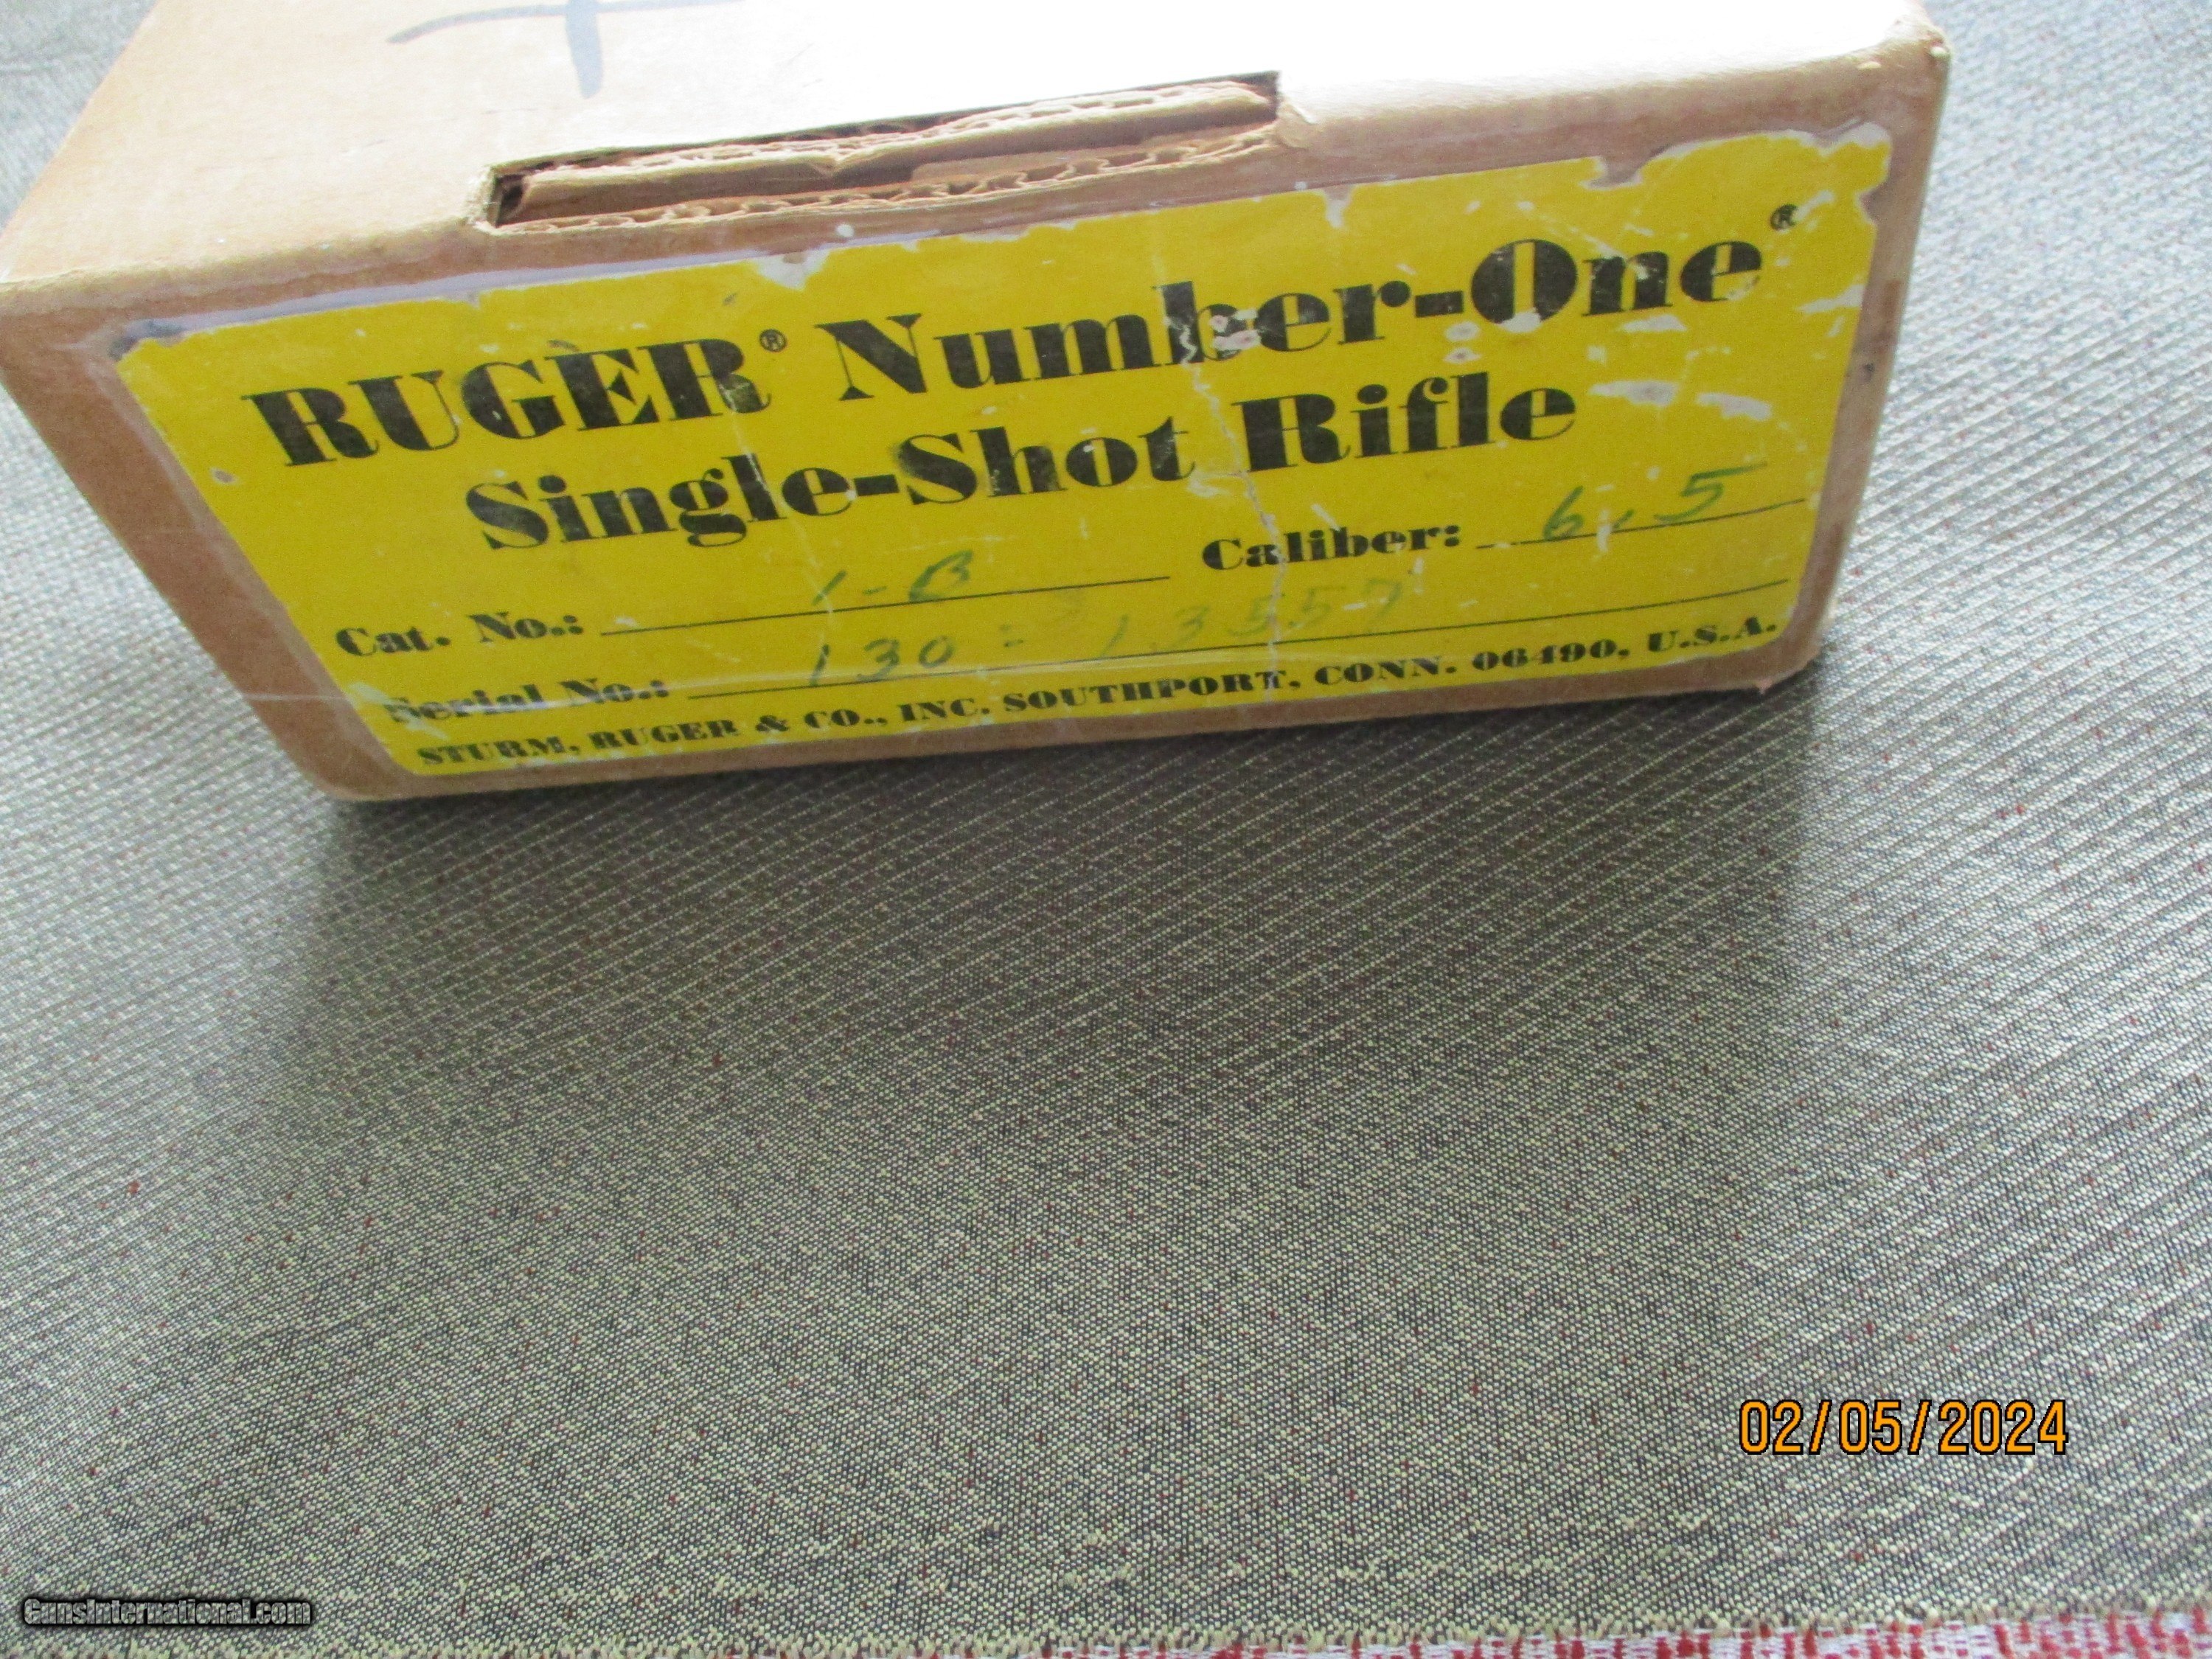 RUGER® Number-One®
Single-Shot Rifle
Cat. No.: 1-B Caliber: 6.5
Serial No.: 130-13557
STURM, RUGER & CO., INC. SOUTHPORT, CONN. 06490, U.S.A.
02/05/2024
GunsInternational.com